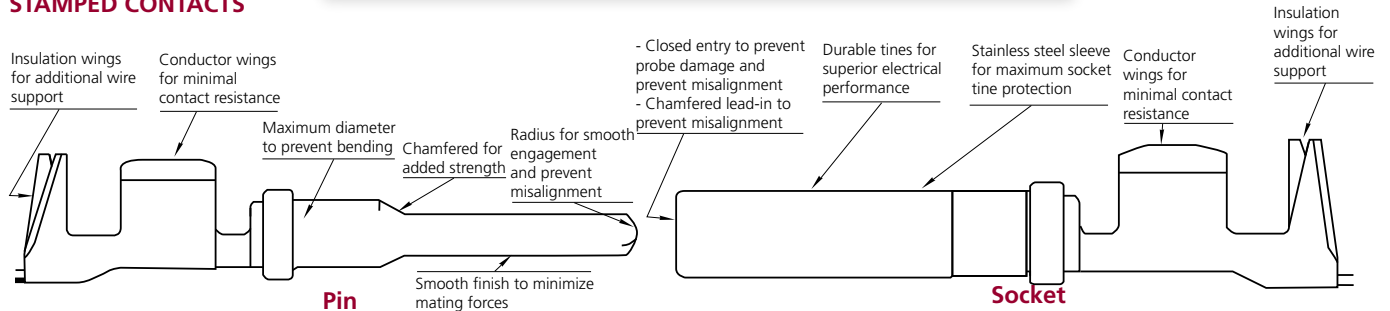 STAMPED CONTACTS
Insulation wings
for additional wire
support
Conductor wings
for minimal
contact resistance
Maximum diameter
to prevent bending
Chamfered for
added strength
Radius for smooth
engagement
and prevent
misalignment
Smooth finish to minimize
mating forces
Pin
- Closed entry to prevent
probe damage and
prevent misalignment
- Chamfered lead-in to
prevent misalignment
Durable tines for
superior electrical
performance
Stainless steel sleeve
for maximum socket
tine protection
Conductor
wings for
minimal contact
resistance
Insulation
wings for
additional wire
support
Socket